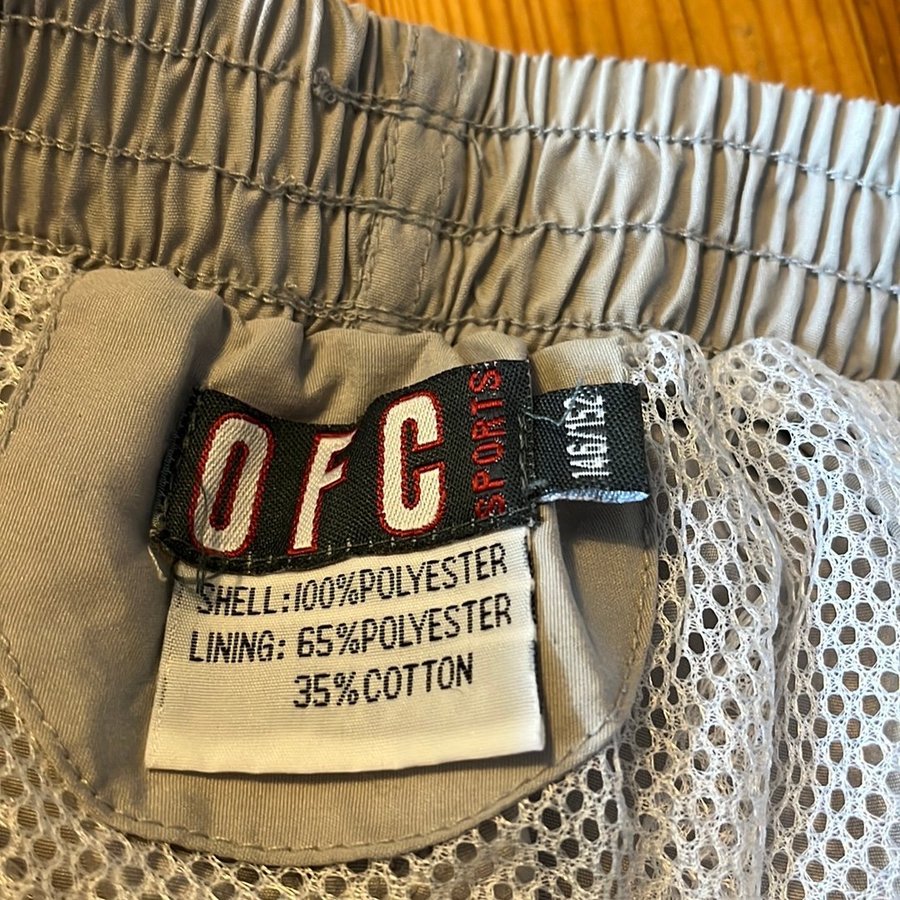 OFC
SPORTS
146/152
SHELL:100%POLYESTER
LINING: 65%POLYESTER
35%COTTON